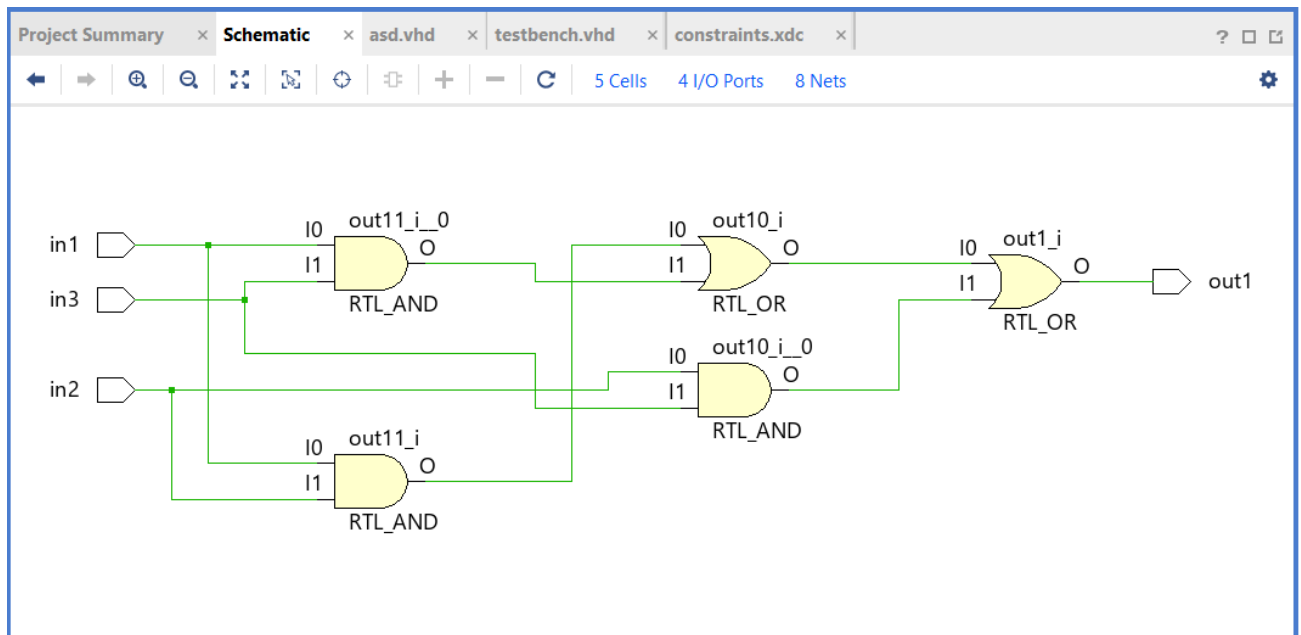 Project Summary × Schematic × asd.vhd × testbench.vhd × constraints.xdc × ?
5 Cells 4 I/O Ports 8 Nets
in1
in3
in2
out11_i__0
I0
I1
O
RTL_AND
out11_i
I0
I1
O
RTL_AND
out10_i
I0
I1
O
RTL_OR
out10_i__0
I0
I1
O
RTL_AND
out1_i
I0
I1
O
RTL_OR
out1